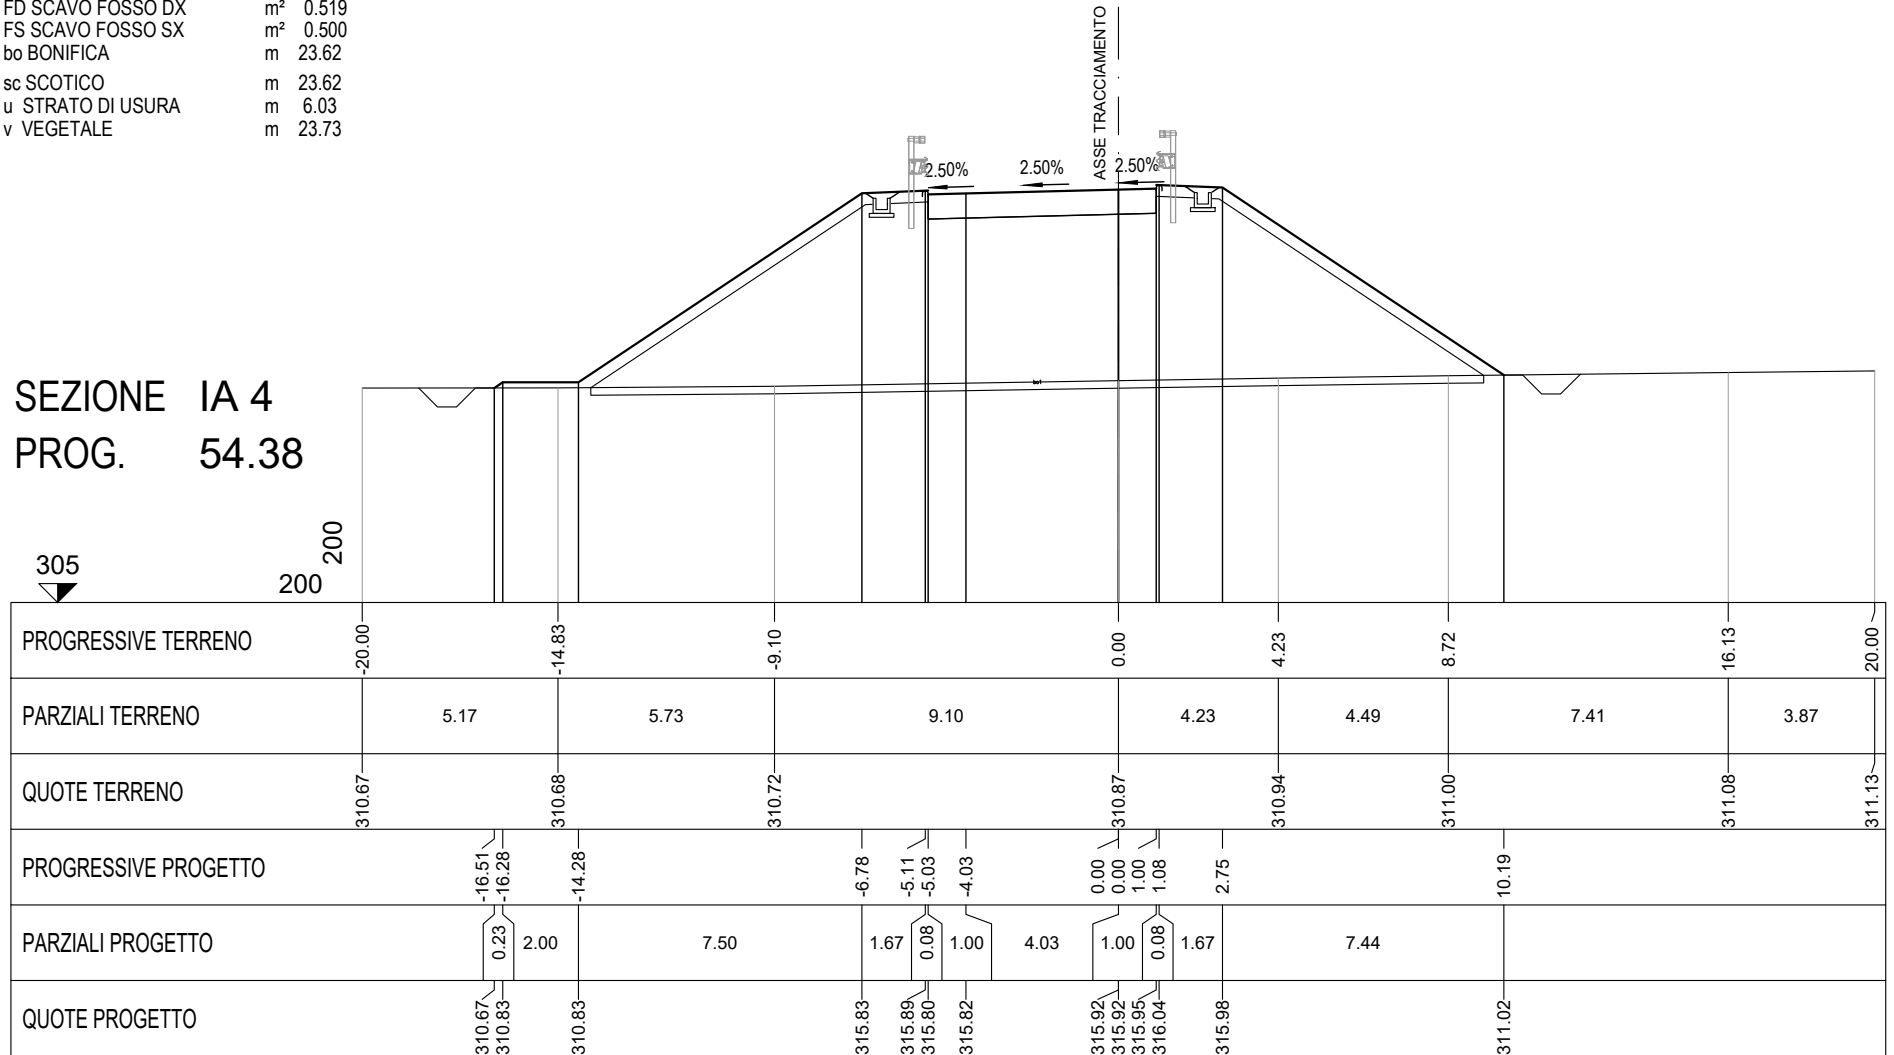 FD SCAVO FOSSO DX m² 0.519
FS SCAVO FOSSO SX m² 0.500
bo BONIFICA m 23.62
sc SCOTICO m 23.62
u STRATO DI USURA m 6.03
v VEGETALE m 23.73
ASSE TRACCIAMENTO
2.50% 2.50% 2.50%
SEZIONE IA 4
PROG. 54.38
305
200
200
PROGRESSIVE TERRENO -20.00 -14.83 -9.10 0.00 4.23 8.72 16.13 20.00
PARZIALI TERRENO 5.17 5.73 9.10 4.23 4.49 7.41 3.87
QUOTE TERRENO 310.67 310.68 310.72 310.87 310.94 311.00 311.08 311.13
PROGRESSIVE PROGETTO -16.51 -16.28 -14.28 -6.78 -5.11 -5.03 -4.03 0.00 0.00 1.00 1.08 2.75 10.19
PARZIALI PROGETTO 0.23 2.00 7.50 1.67 0.08 1.00 4.03 1.00 0.08 1.67 7.44
QUOTE PROGETTO 310.67 310.83 310.83 315.83 315.89 315.80 315.82 315.92 315.92 315.95 316.04 315.98 311.02